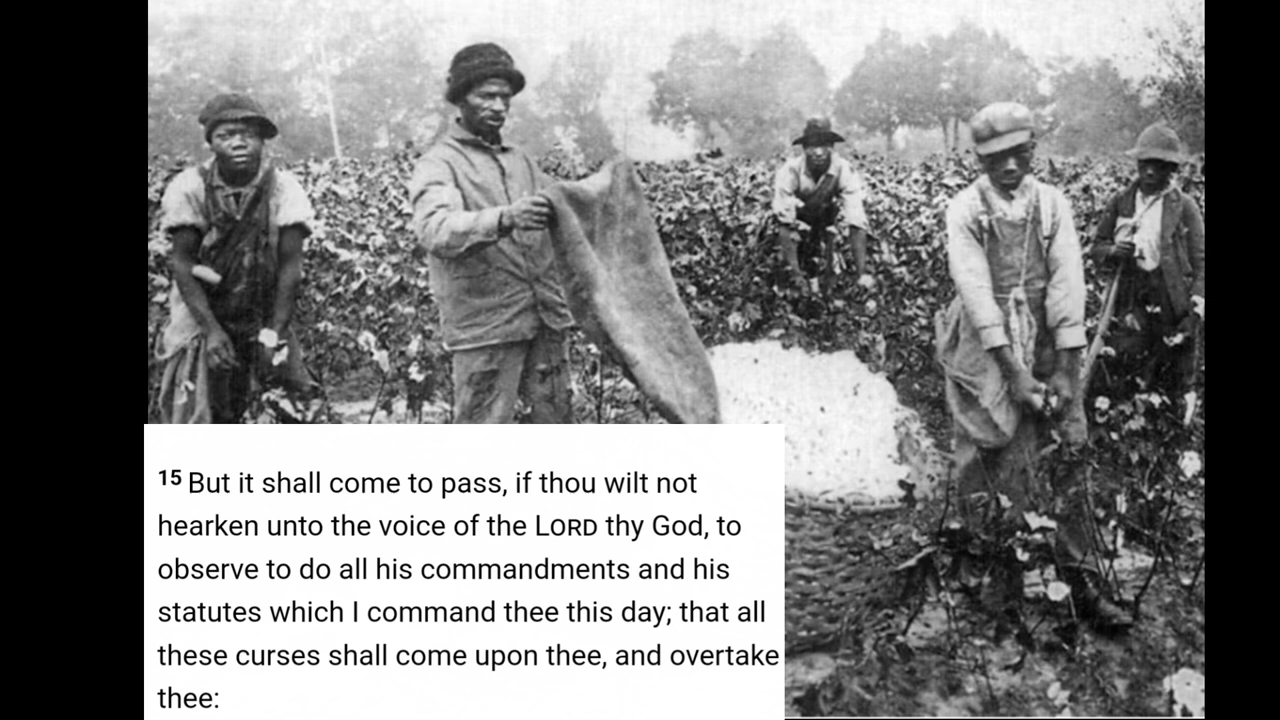 15 But it shall come to pass, if thou wilt not
hearken unto the voice of the LORD thy God, to
observe to do all his commandments and his
statutes which I command thee this day; that all
these curses shall come upon thee, and overtake
thee: